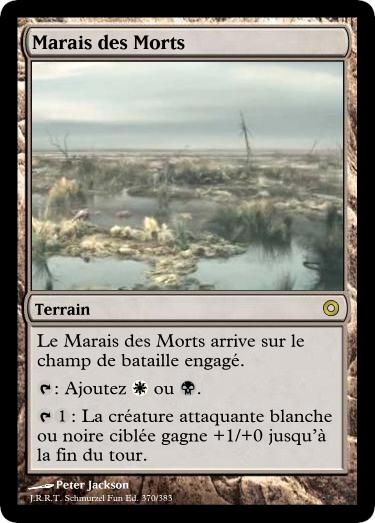 Marais des Morts
Terrain
Le Marais des Morts arrive sur le
champ de bataille engagé.
: Ajoutez ou .
1 : La créature attaquante blanche
ou noire ciblée gagne +1/+0 jusqu'à
la fin du tour.
Peter Jackson
J.R.R.T. Schmurzel Fun Ed. 370/383